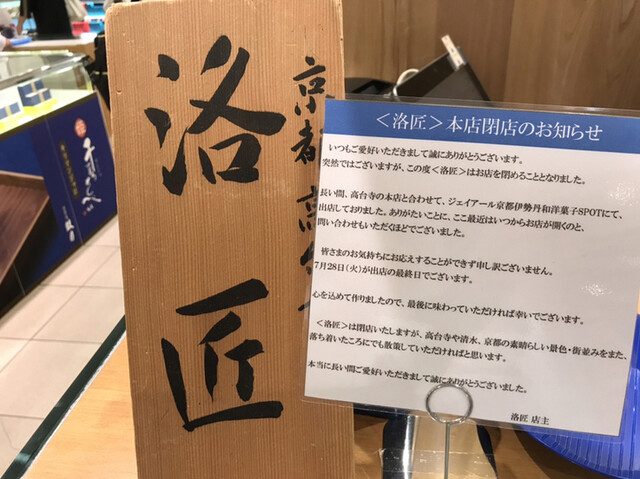 洛匠
京都
<洛匠>本店閉店のお知らせ
いつもご愛好いただきまして誠にありがとうございます。
突然ではございますが、この度<洛匠>はお店を閉めることとなりました。
長い間、高台寺の本店と合わせて、ジェイアール京都伊勢丹和洋菓子SPOTにて、
出店しておりました。ありがたいことに、ここ最近はいつからお店が開くのと、
問い合わせもいただくほどでございました。
皆さまのお気持ちにお応えすることができず申し訳ございません。
7月28日(火)が出店の最終日でございます。
心を込めて作りましたので、最後に味わっていただければ幸いでございます。
<洛匠>は閉店いたしますが、高台寺や清水、京都の素晴らしい景色・街並みをまた、
落ち着いたころにでも散策していただければと思います。
本当に長い間ご愛好いただきまして誠にありがとうございました。
洛匠 店主